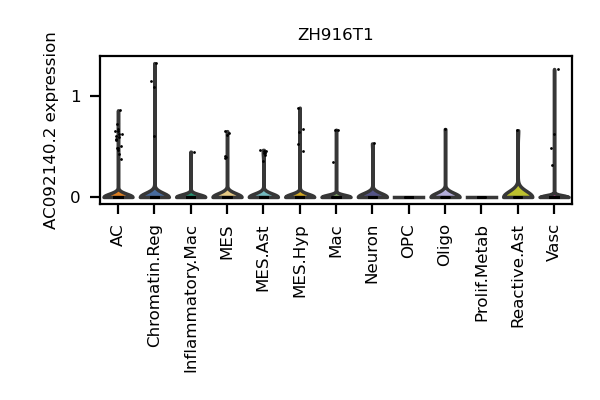 ZH916T1
AC092140.2 expression
1
0
AC
Chromatin.Reg
Inflammatory.Mac
MES
MES.Ast
MES.Hyp
Mac
Neuron
OPC
Oligo
Prolif.Metab
Reactive.Ast
Vasc